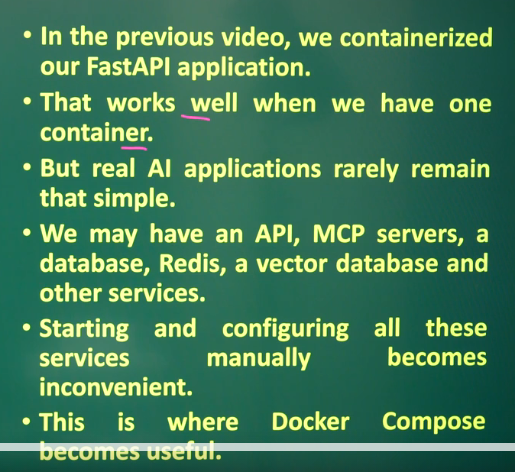 • In the previous video, we containerized
our FastAPI application.
• That works well when we have one
container.
• But real AI applications rarely remain
that simple.
• We may have an API, MCP servers, a
database, Redis, a vector database and
other services.
• Starting and configuring all these
services manually becomes
inconvenient.
• This is where Docker Compose
becomes useful.